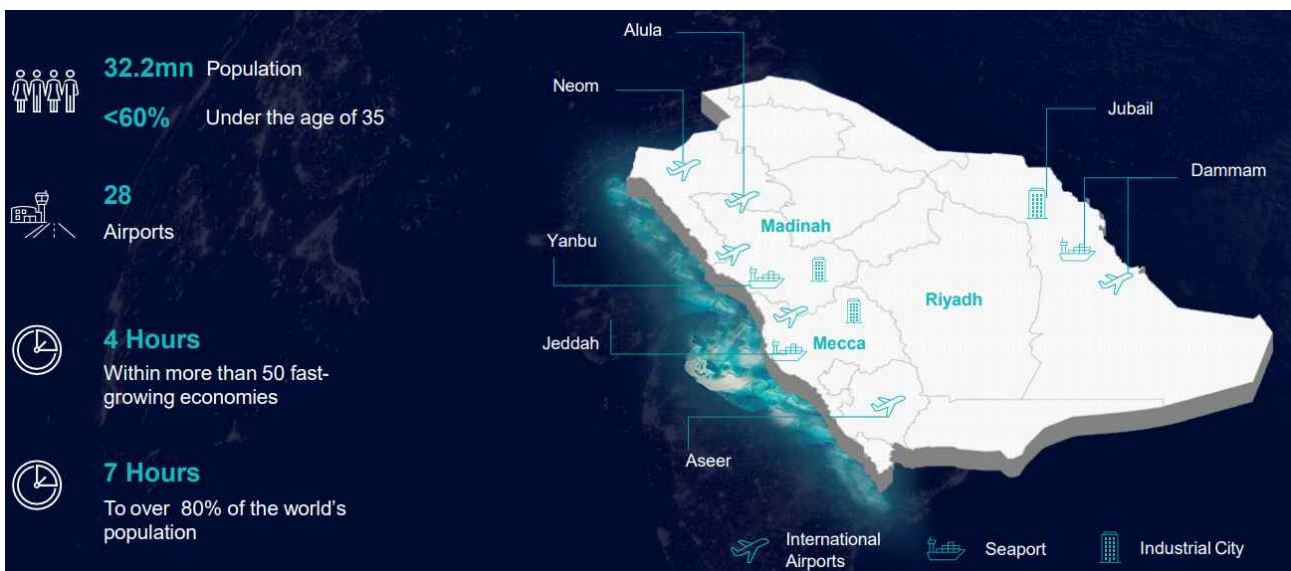 32.2mn Population
<60% Under the age of 35
28
Airports
4 Hours
Within more than 50 fast-
growing economies
7 Hours
To over 80% of the world's
population
Alula
Neom
Jubail
Dammam
Madinah
Yanbu
Riyadh
Jeddah
Mecca
Aseer
International
Airports
Seaport
Industrial City